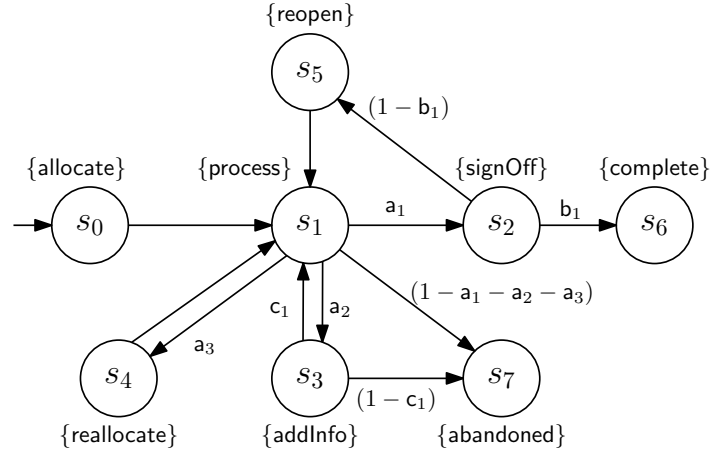 {reopen}
s5
(1 − b1)
{allocate}
{process}
{signOff}
{complete}
s0
s1
a1
s2
b1
s6
c1
a2
(1 − a1 − a2 − a3)
a3
s4
s3
(1 − c1)
s7
{reallocate}
{addInfo}
{abandoned}